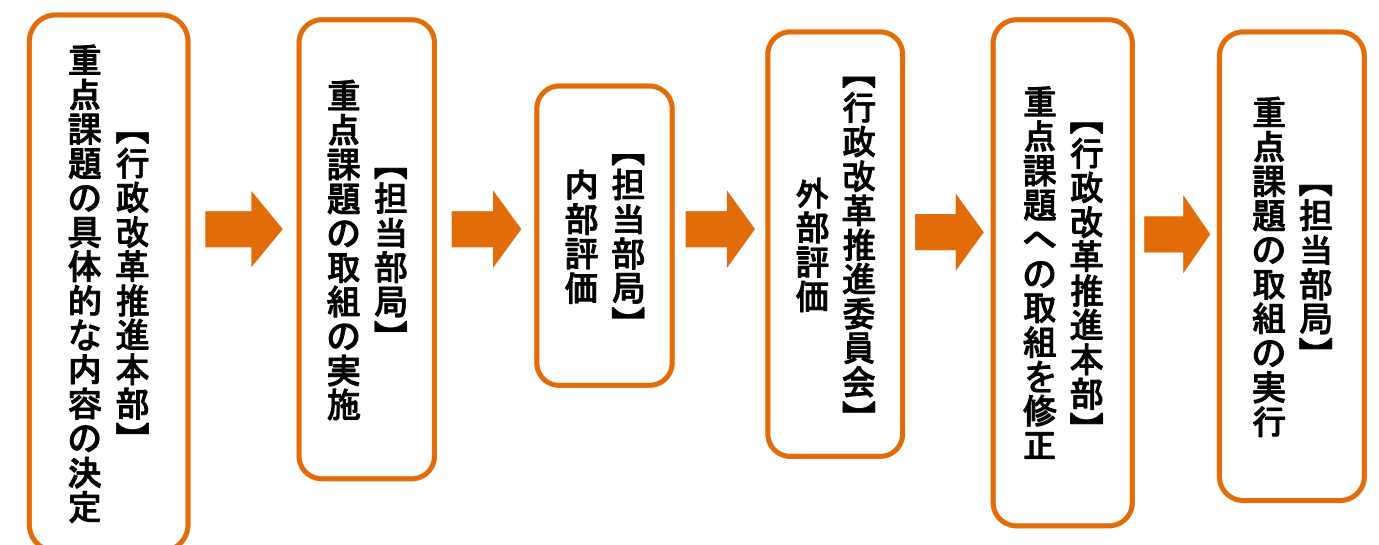 【行政改革推進本部】
重点課題の具体的な内容の決定
【担当部局】
重点課題の取組の実施
【担当部局】
内部評価
【行政改革推進委員会】
外部評価
【行政改革推進本部】
重点課題への取組を修正
【担当部局】
重点課題の取組の実行